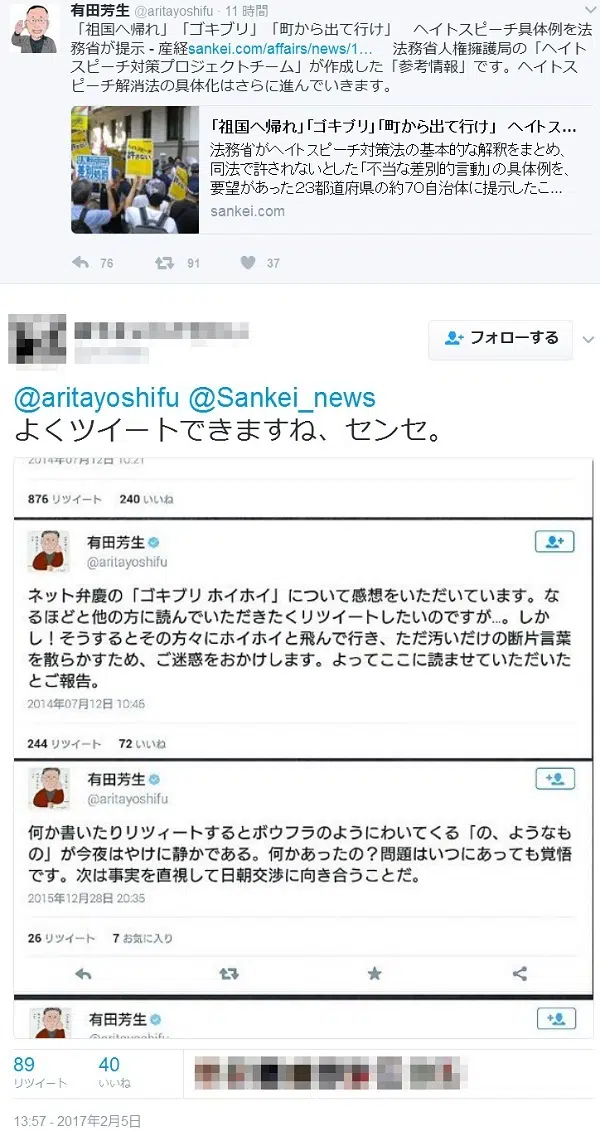 有田芳生 @aritayoshifu · 11 時間
「祖国へ帰れ」「ゴキブリ」「町から出て行け」　ヘイトスピーチ具体例を法
務省が提示 - 産経sankei.com/affairs/news/1…　法務省人権擁護局の「ヘイト
スピーチ対策プロジェクトチーム」が作成した「参考情報」です。ヘイトス
ピーチ解消法の具体化はさらに進んでいきます。
「祖国へ帰れ」「ゴキブリ」「町から出て行け」 ヘイトス...
法務省がヘイトスピーチ対策法の基本的な解釈をまとめ、
同法で許されないとした「不当な差別的言動」の具体例を、
要望があった23都道府県の約70自治体に提示したこ...
sankei.com
76 91 37
フォローする
@aritayoshifu @Sankei_news
よくツイートできますね、センセ。
2014年07月12日 10:21
876 リツイート 240 いいね
有田芳生
@aritayoshifu
ネット弁慶の「ゴキブリ ホイホイ」について感想をいただいています。な
るほどと他の方に読んでいただきたくリツイートしたいのですが…。しか
し！そうするとその方々にホイホイと飛んで行き、ただ汚いだけの断片言葉
を散らかすため、ご迷惑をおかけします。よってここに読ませていただいた
とご報告。
2014年07月12日 10:46
244 リツイート 72 いいね
有田芳生
@aritayoshifu
何か書いたりリツィートするとボウフラのようにわいてくる「の、ようなも
の」が今夜はやけに静かである。何かあったの？問題はいつにあっても覚悟
です。次は事実を直視して日朝交渉に向き合うことだ。
2015年12月28日 20:35
26 リツイート 7 お気に入り
有田芳生
@aritayoshifu
89 40
リツイート いいね
13:57 - 2017年2月5日